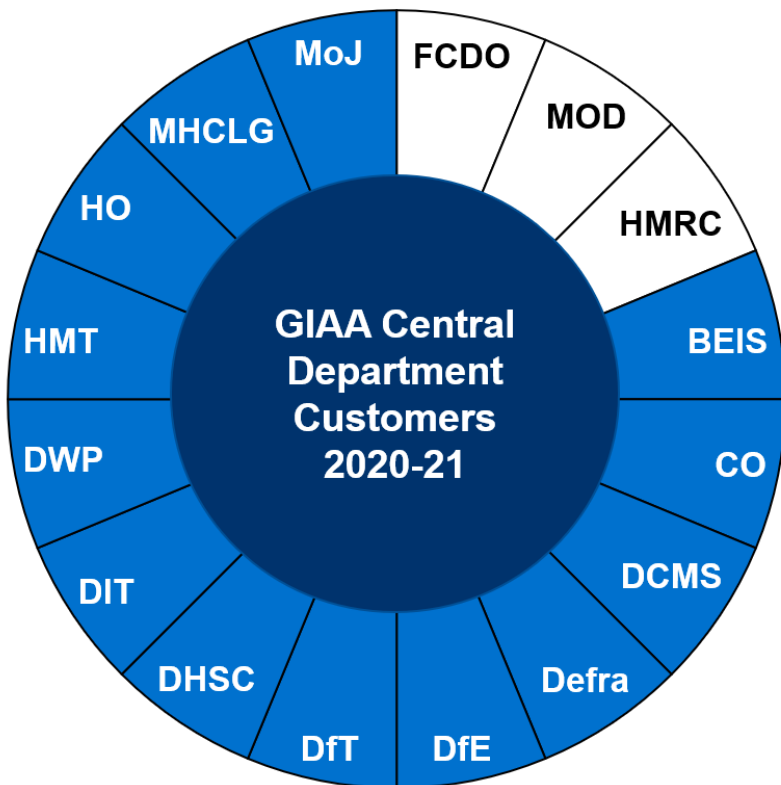 MoJ
FCDO
MOD
HMRC
BEIS
CO
DCMS
Defra
DfE
DfT
DHSC
DIT
DWP
HMT
HO
MHCLG
GIAA Central
Department
Customers
2020-21